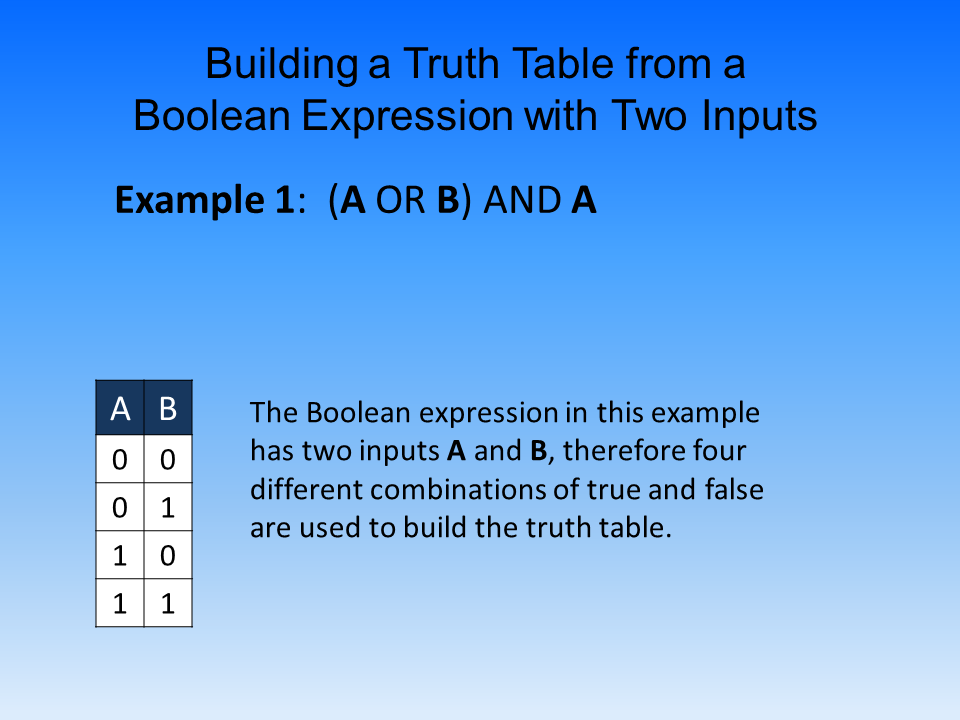 Building a Truth Table from a
Boolean Expression with Two Inputs
Example 1: (A OR B) AND A
A B
0 0
0 1
1 0
1 1
The Boolean expression in this example
has two inputs A and B, therefore four
different combinations of true and false
are used to build the truth table.